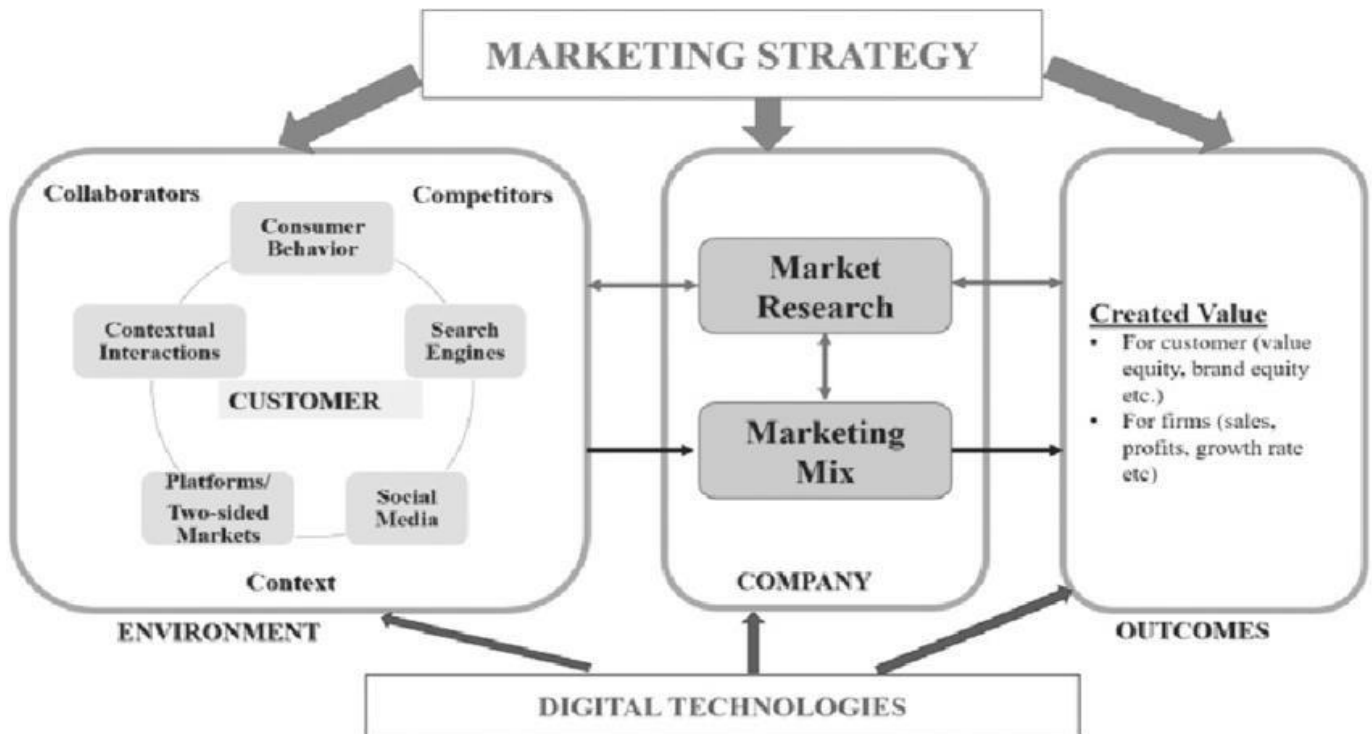 MARKETING STRATEGY
Collaborators
Competitors
Consumer
Behavior
Contextual
Interactions
Search
Engines
CUSTOMER
Platforms/
Two-sided
Markets
Social
Media
Context
ENVIRONMENT
Market
Research
Marketing
Mix
COMPANY
Created Value
• For customer (value
equity, brand equity
etc.)
• For firms (sales,
profits, growth rate
etc)
OUTCOMES
DIGITAL TECHNOLOGIES